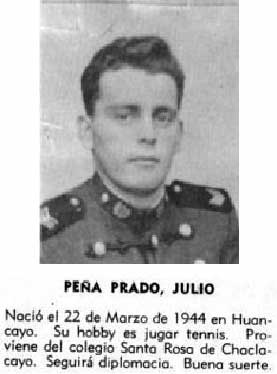 PEÑA PRADO, JULIO
Nació el 22 de Marzo de 1944 en Huan-
cayo. Su hobby es jugar tennis. Pro-
viene del colegio Santa Rosa de Chacla-
cayo. Seguirá diplomacia. Buena suerte.